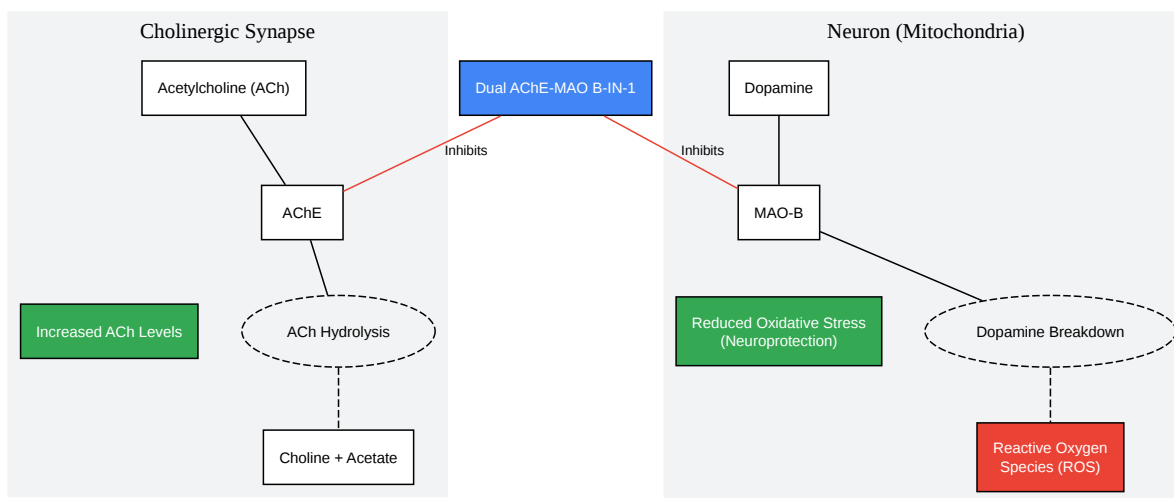 Cholinergic Synapse
Neuron (Mitochondria)
Acetylcholine (ACh)
Dual AChE-MAO B-IN-1
Dopamine
Inhibits
Inhibits
AChE
MAO-B
Increased ACh Levels
ACh Hydrolysis
Reduced Oxidative Stress
(Neuroprotection)
Dopamine Breakdown
Choline + Acetate
Reactive Oxygen
Species (ROS)